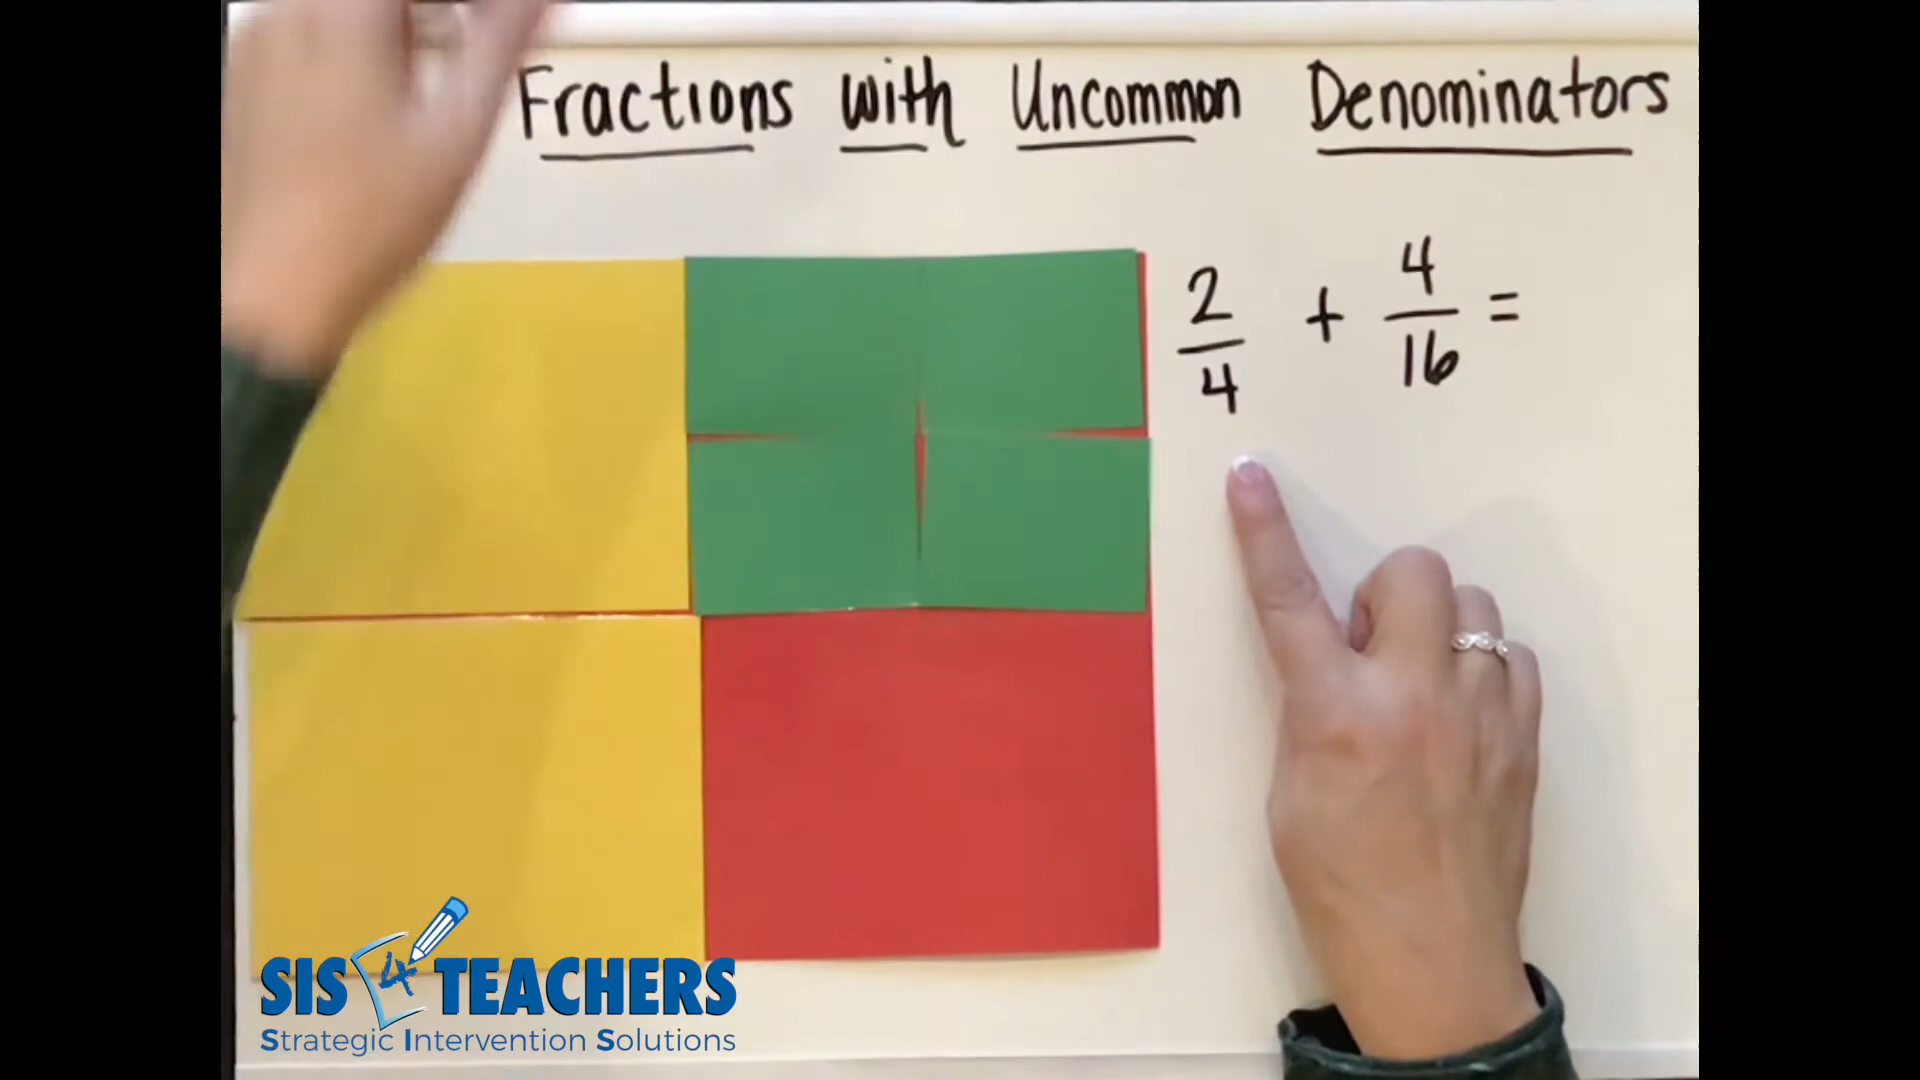 Fractions with Uncommon Denominators
2/4 + 4/16 =
SIS 4 TEACHERS
Strategic Intervention Solutions